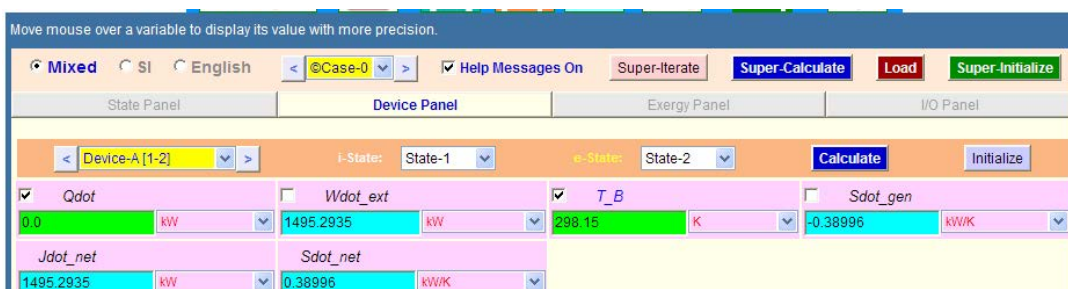 Move mouse over a variable to display its value with more precision.
Mixed SI English < ©Case-0 > Help Messages On Super-Iterate Super-Calculate Load Super-Initialize
State Panel Device Panel Exergy Panel I/O Panel
< Device-A [1-2] > i-State: State-1 e-State: State-2 Calculate Initialize
Qdot Wdot_ext T_B Sdot_gen
0.0 kW 1495.2935 kW 298.15 K -0.38996 kW/K
Jdot_net Sdot_net
1495.2935 kW 0.38996 kW/K